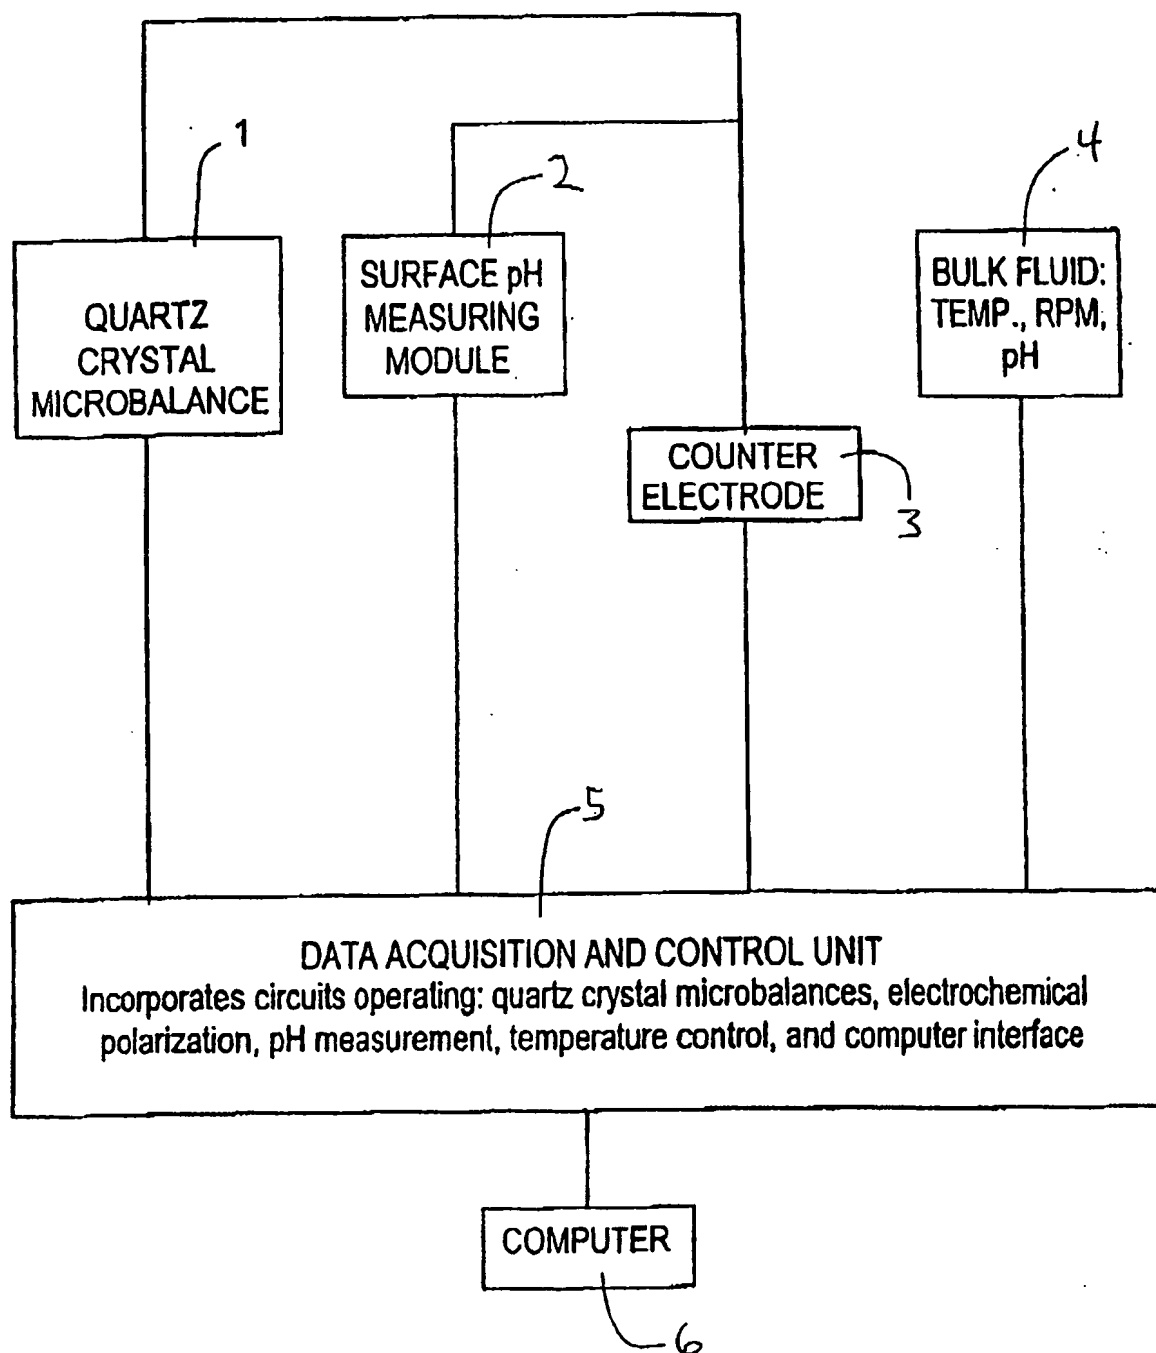 1
2
4
QUARTZ
CRYSTAL
MICROBALANCE
SURFACE pH
MEASURING
MODULE
BULK FLUID:
TEMP., RPM,
pH
COUNTER
ELECTRODE
3
5
DATA ACQUISITION AND CONTROL UNIT
Incorporates circuits operating: quartz crystal microbalances, electrochemical
polarization, pH measurement, temperature control, and computer interface
COMPUTER
6